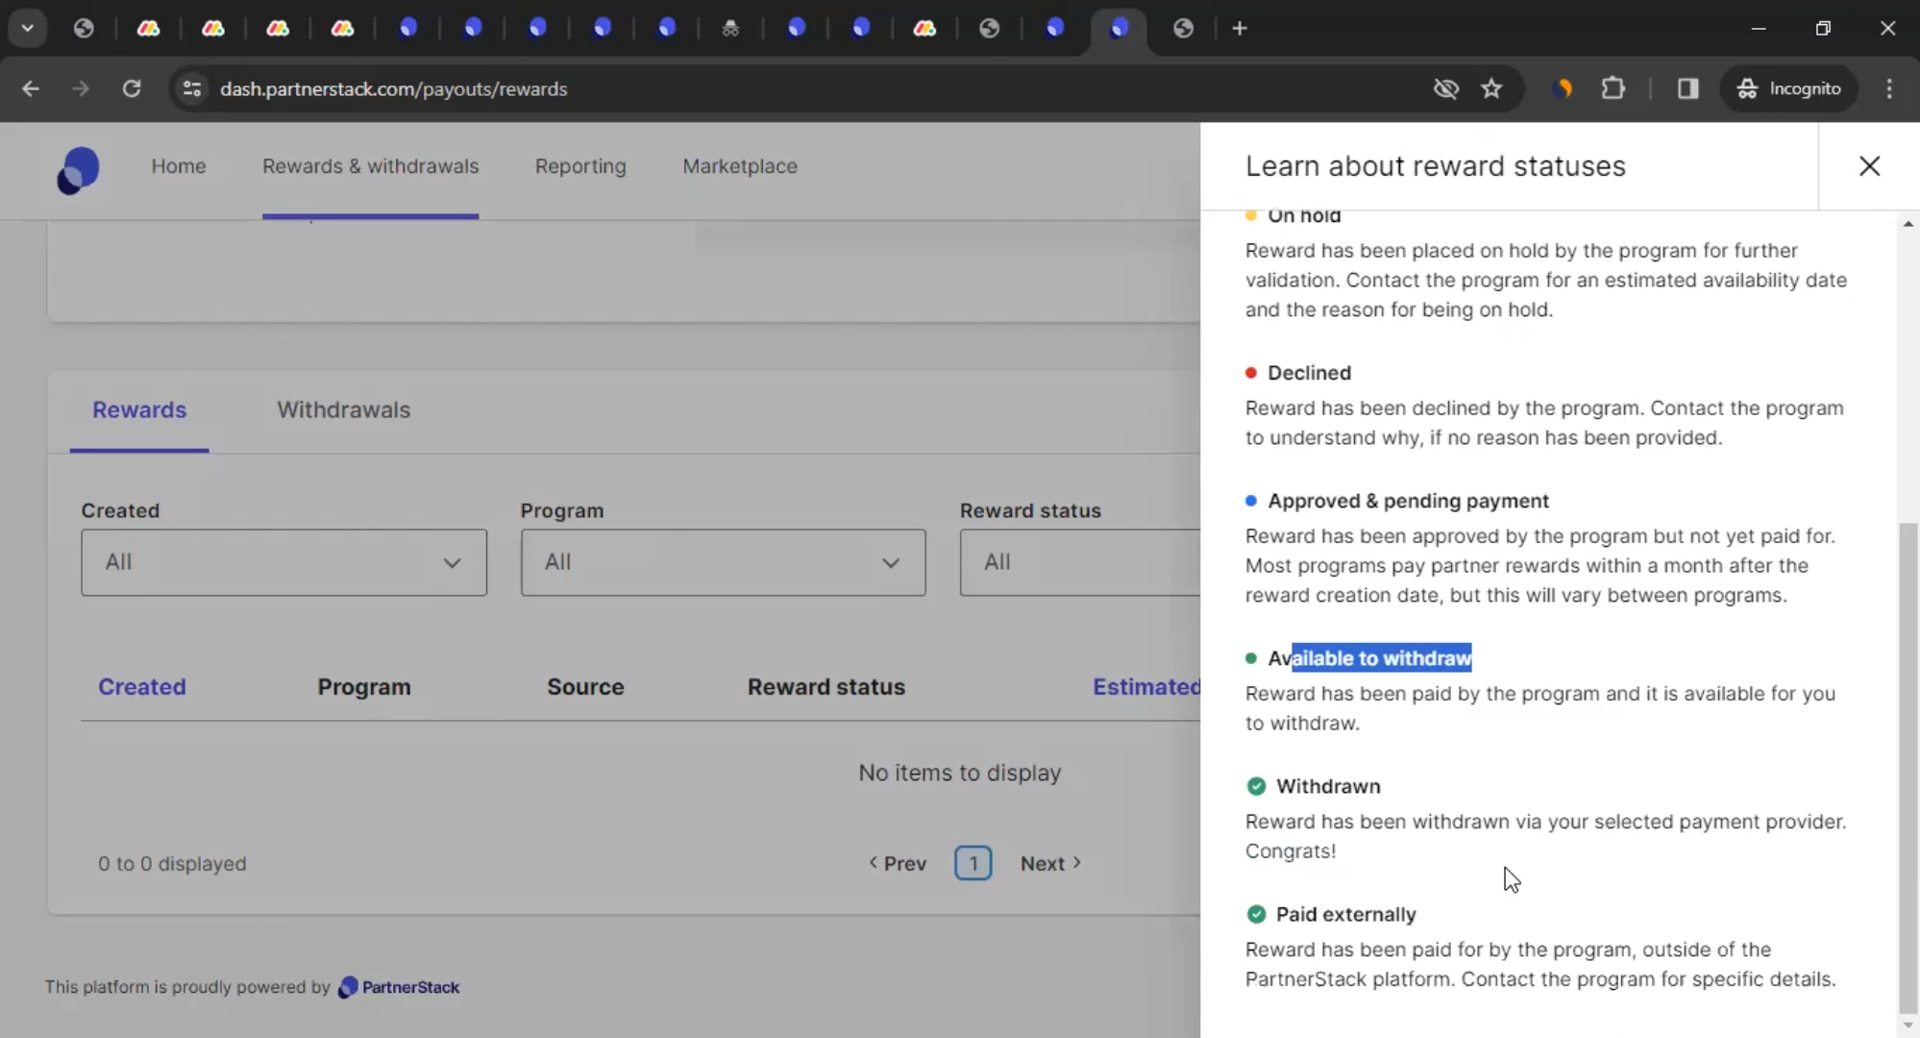 dash.partnerstack.com/payouts/rewards
Incognito
Home
Rewards & withdrawals
Reporting
Marketplace
Rewards
Withdrawals
Created
Program
Reward status
All
All
All
Created
Program
Source
Reward status
Estimated
No items to display
0 to 0 displayed
Prev
1
Next
This platform is proudly powered by
PartnerStack
Learn about reward statuses
On hold
Reward has been placed on hold by the program for further
validation. Contact the program for an estimated availability date
and the reason for being on hold.
Declined
Reward has been declined by the program. Contact the program
to understand why, if no reason has been provided.
Approved & pending payment
Reward has been approved by the program but not yet paid for.
Most programs pay partner rewards within a month after the
reward creation date, but this will vary between programs.
Available to withdraw
Reward has been paid by the program and it is available for you
to withdraw.
Withdrawn
Reward has been withdrawn via your selected payment provider.
Congrats!
Paid externally
Reward has been paid for by the program, outside of the
PartnerStack platform. Contact the program for specific details.